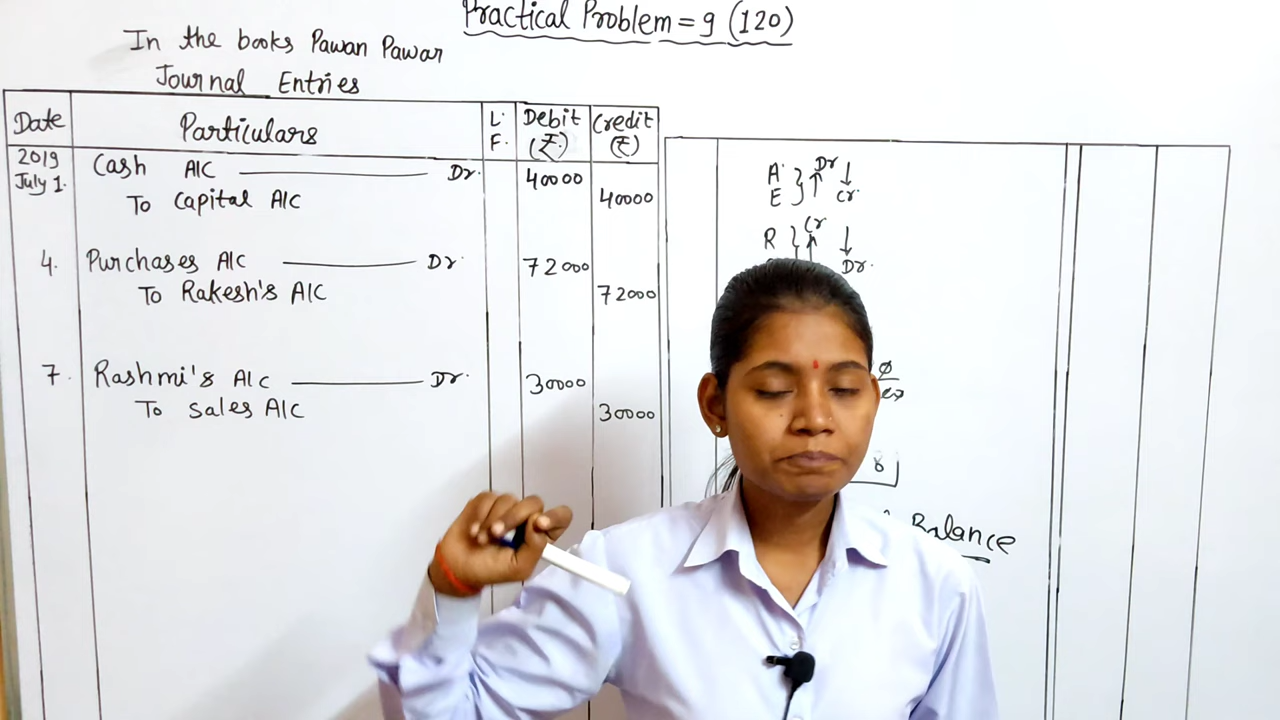 Practical Problem = 9 (120)
In the books Pawan Pawar
Journal Entries
Date Particulars L. F. Debit (₹) Credit (₹)
2019
July 1. Cash A/C Dr. 40000
To Capital A/C 40000
4. Purchases A/C Dr. 72000
To Rakesh's A/C 72000
7. Rashmi's A/C Dr. 30000
To Sales A/C 30000
A Dr
E Cr
R Cr
Dr.
Balance